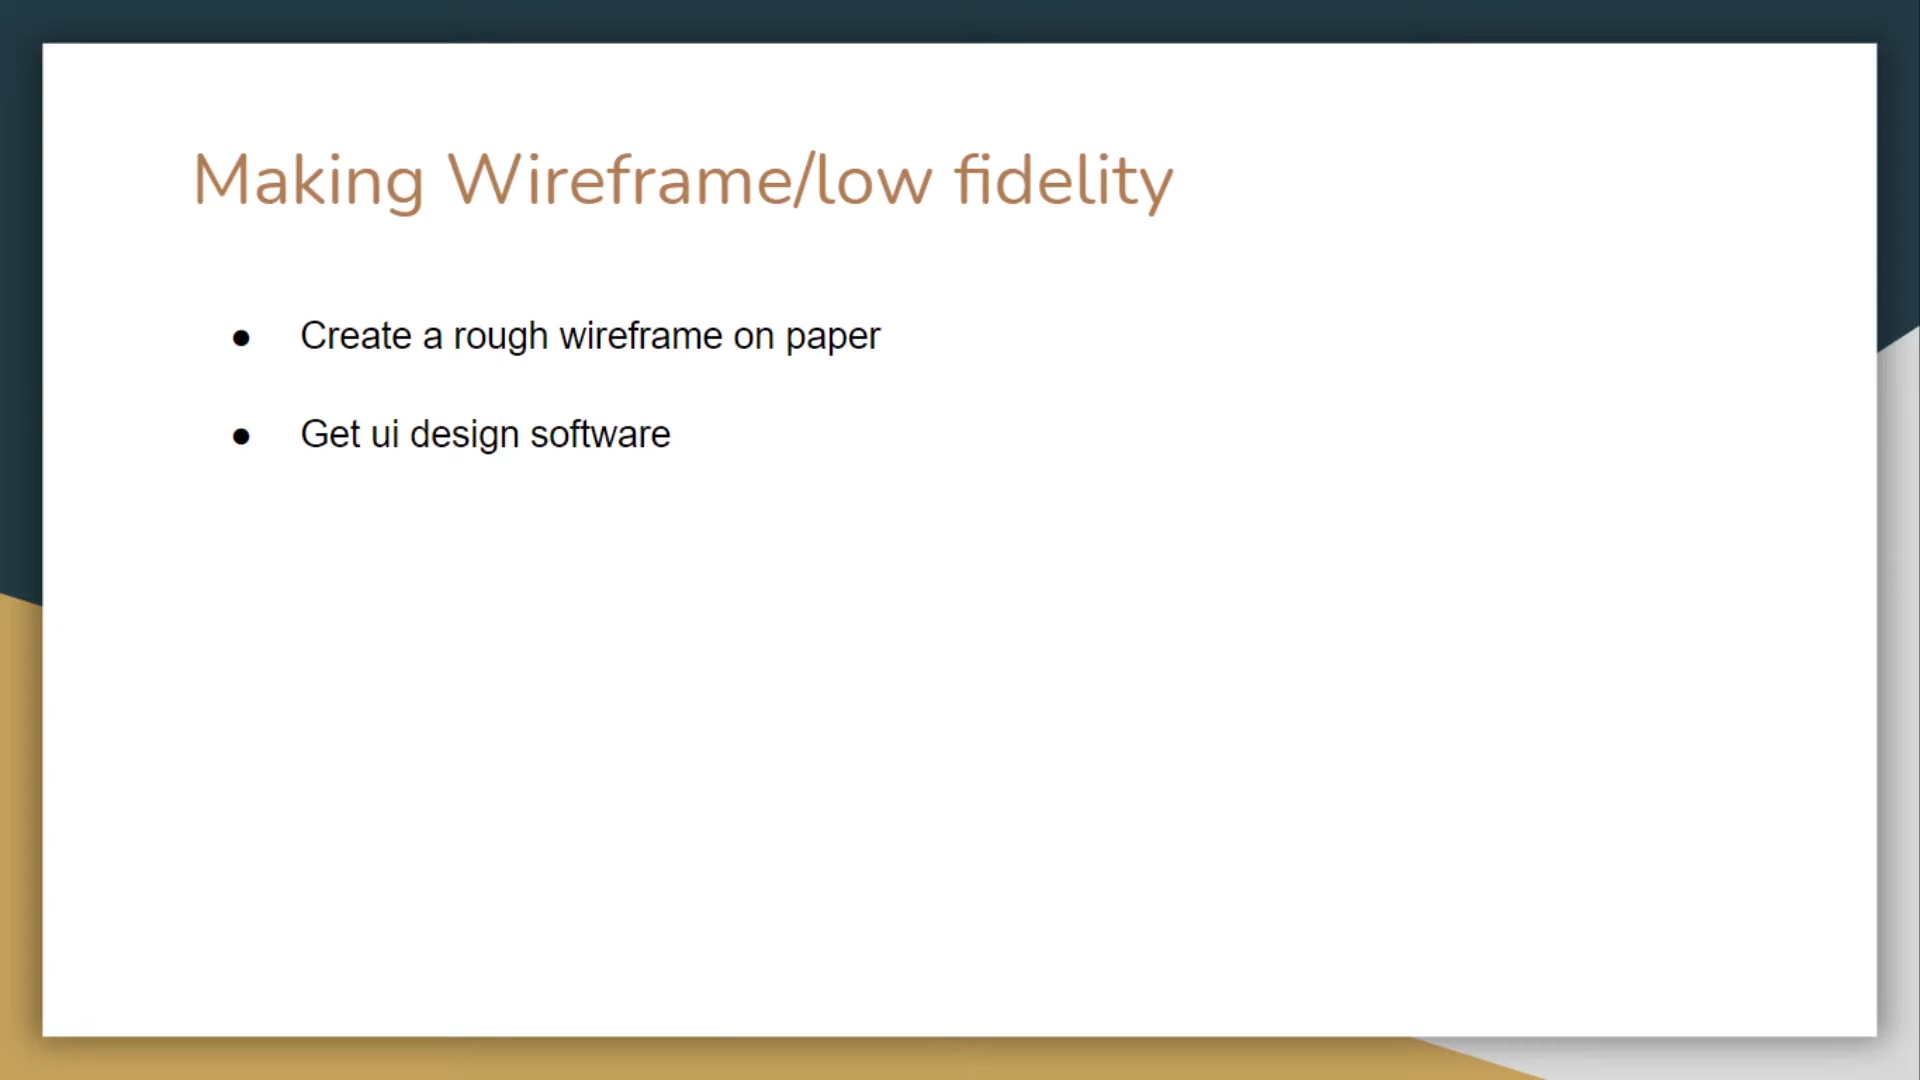 Making Wireframe/low fidelity
● Create a rough wireframe on paper
● Get ui design software